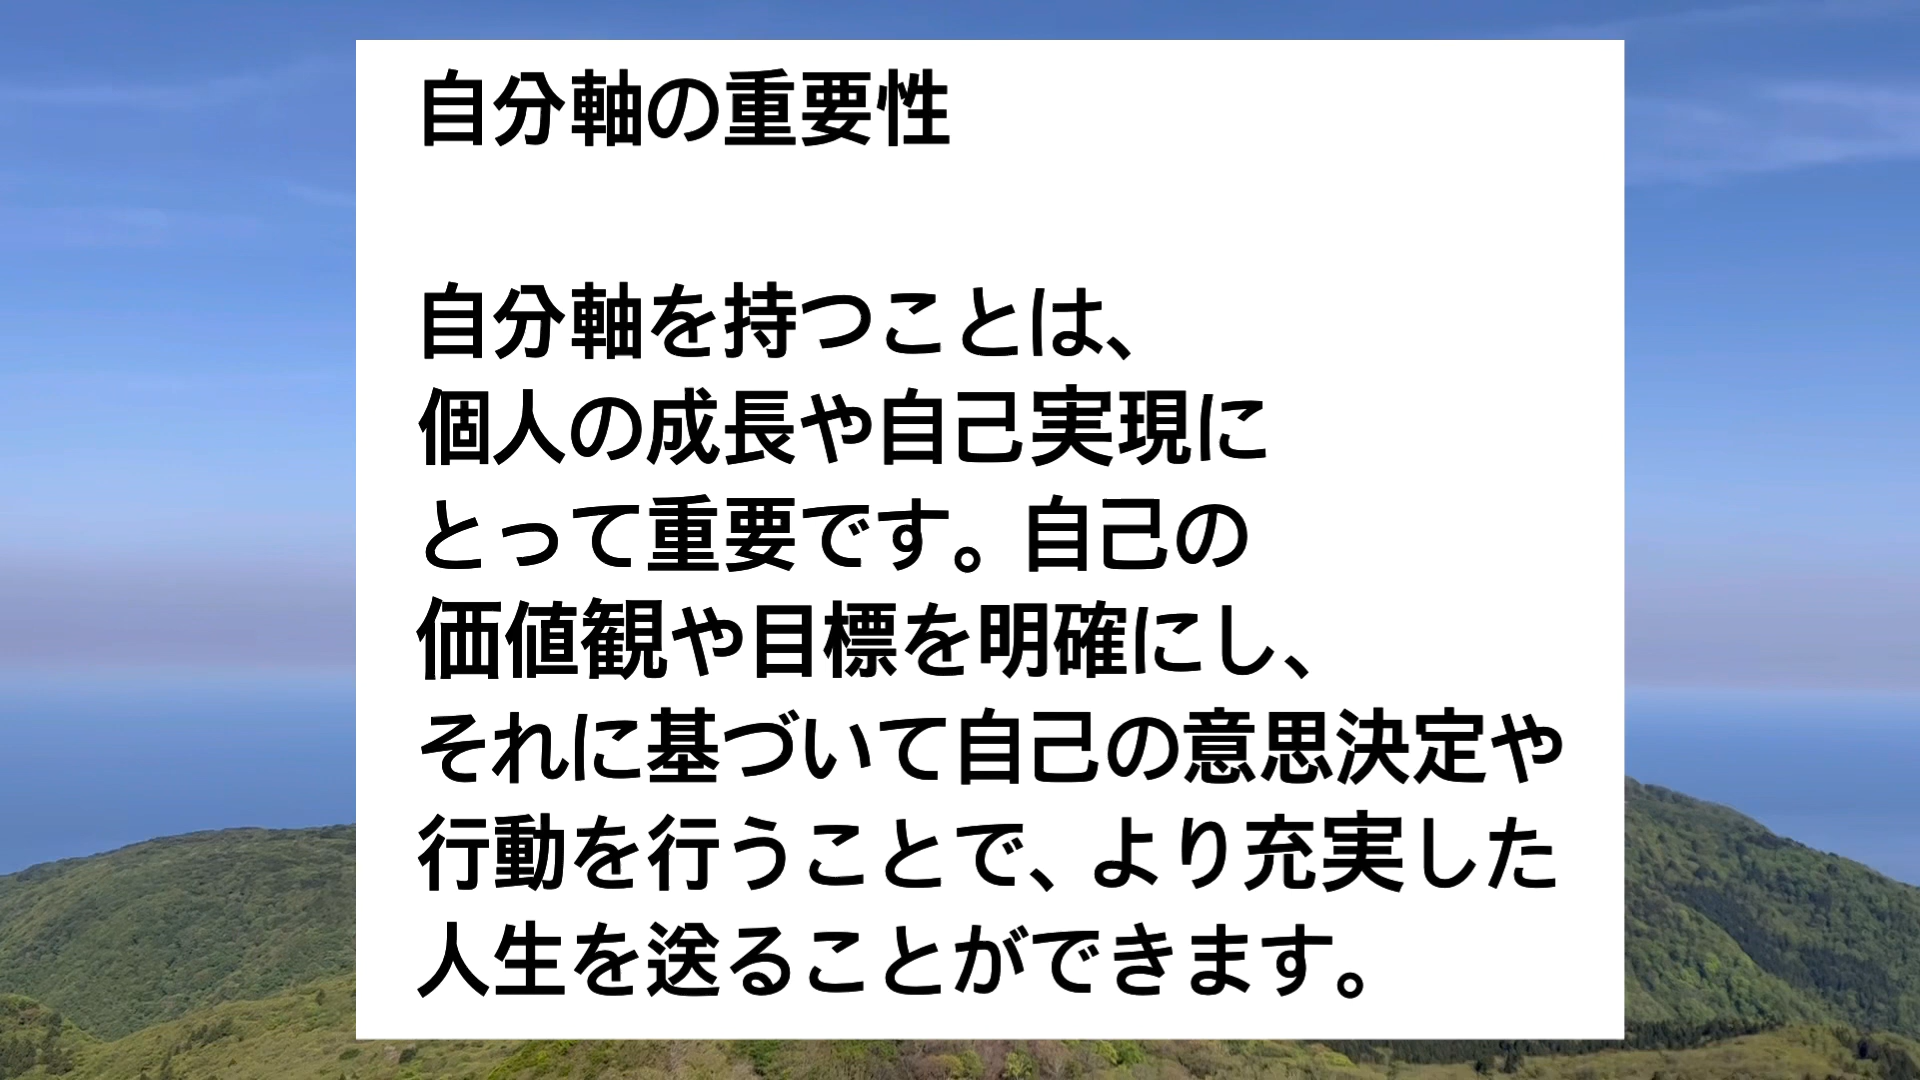 自分軸の重要性
自分軸を持つことは、
個人の成長や自己実現に
とって重要です。自己の
価値観や目標を明確にし、
それに基づいて自己の意思決定や
行動を行うことで、より充実した
人生を送ることができます。